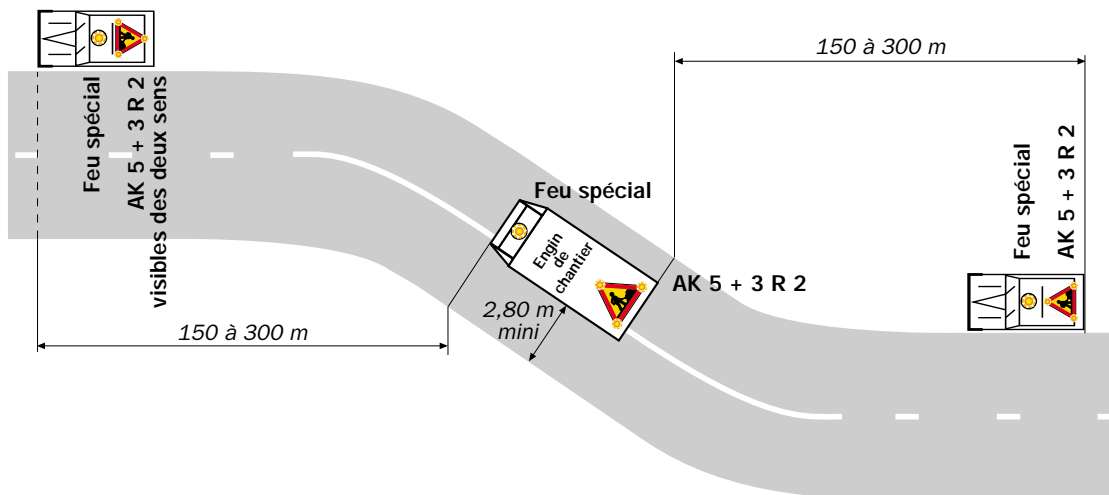 Feu spécial
AK 5 + 3 R 2
visibles des deux sens
150 à 300 m
Feu spécial
Engin
de
chantier
AK 5 + 3 R 2
2,80 m
mini
150 à 300 m
Feu spécial
AK 5 + 3 R 2